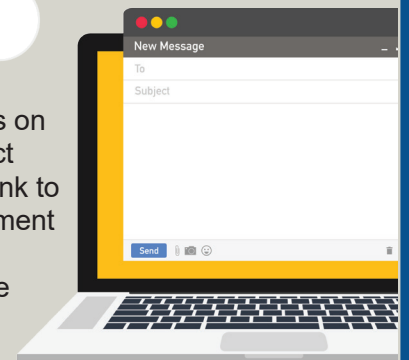 New Message
To
Subject
s on
ct
nk to
ment
e
Send